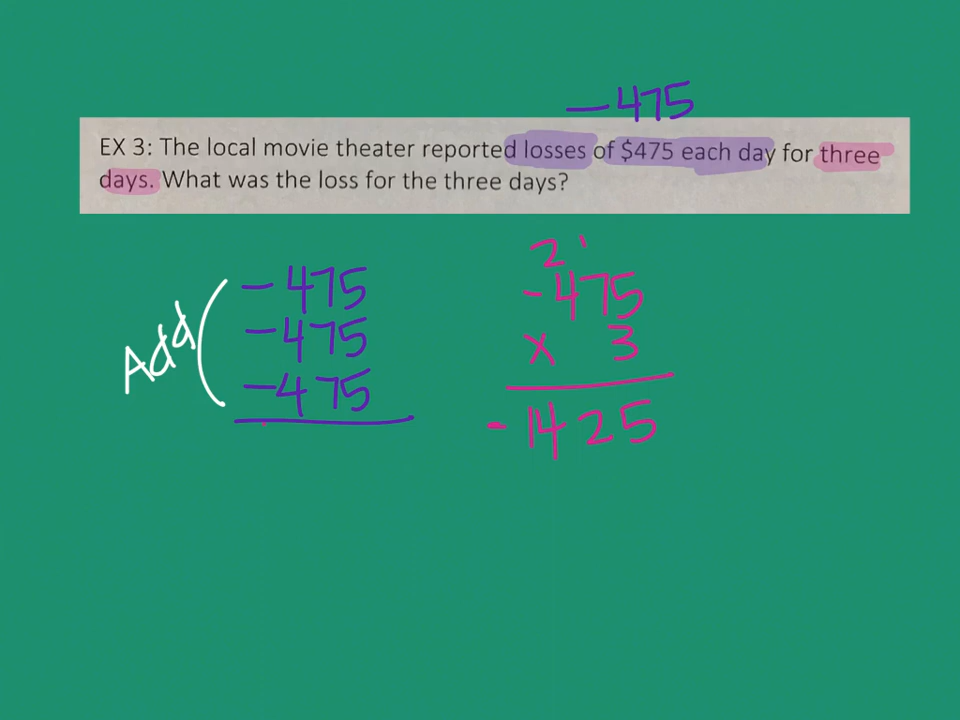 -475
EX 3: The local movie theater reported losses of $475 each day for three
days. What was the loss for the three days?
Add (
-475
-475
-475
2 1
-475
x 3
-1425